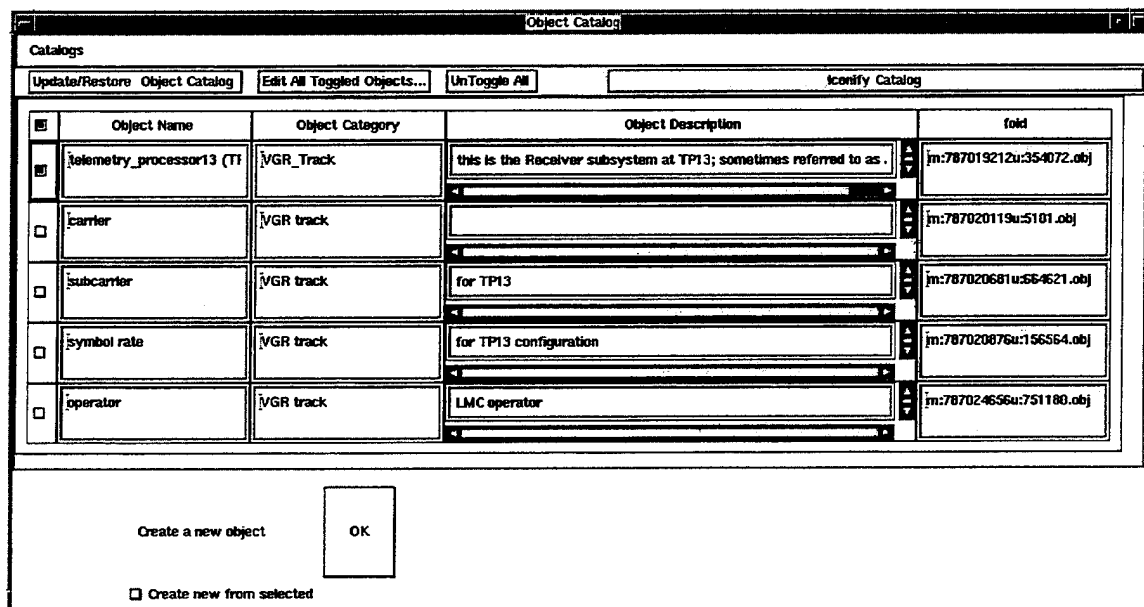 Object Catalog
Catalogs
Update/Restore Object Catalog Edit All Toggled Objects... UnToggle All Iconify Catalog
Object Name Object Category Object Description foid
telemetry_processor13 (TF VGR_Track this is the Receiver subsystem at TP13; sometimes referred to as . m:787019212u:354072.obj
carrier VGR track m:787020119u:5101.obj
subcarrier VGR track for TP13 m:787020681u:664621.obj
symbol rate VGR track for TP13 configuration m:787020876u:156564.obj
operator VGR track LMC operator m:787024656u:751180.obj
Create a new object OK
Create new from selected